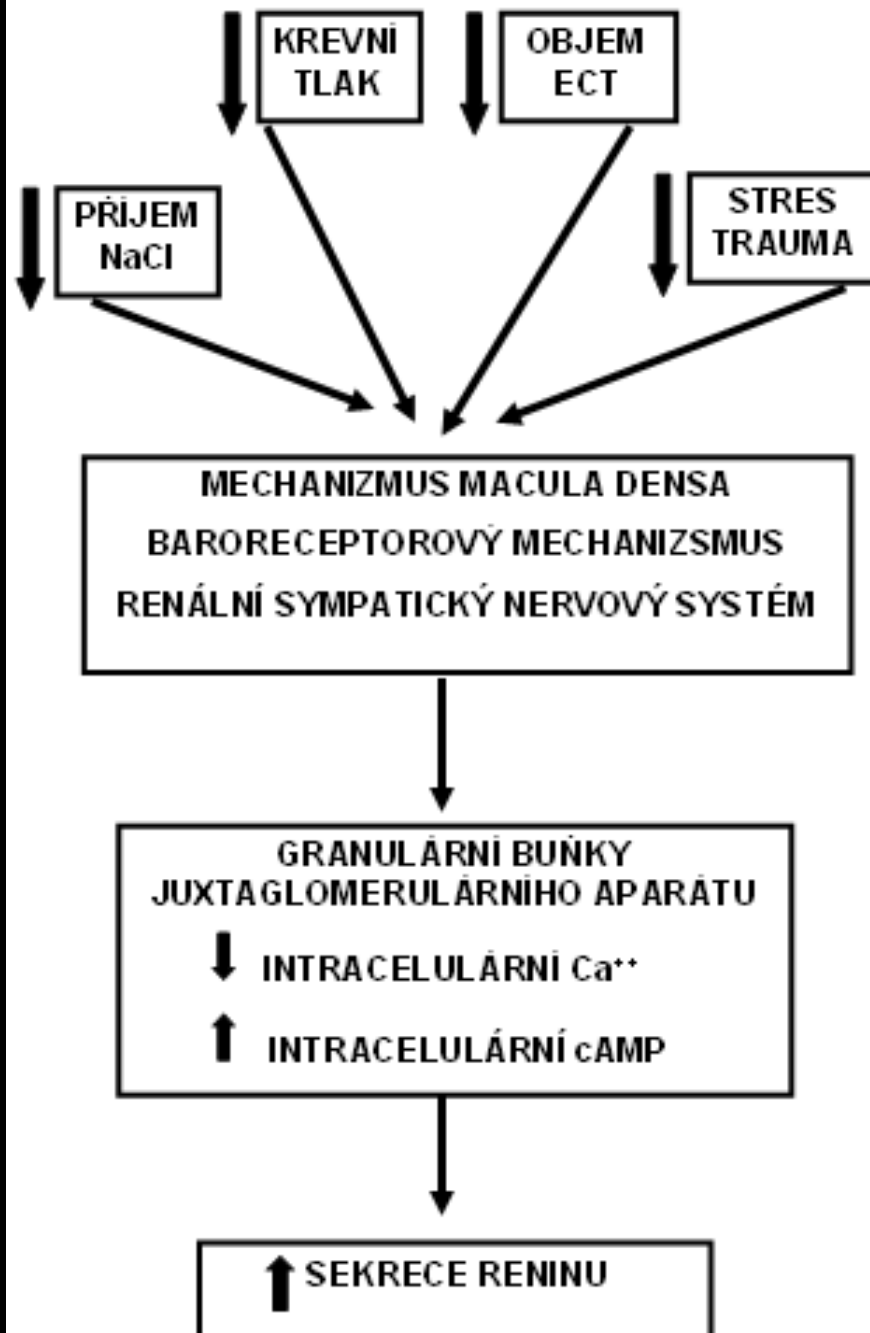 KREVNÍ
TLAK
OBJEM
ECT
PŘÍJEM
NaCl
STRES
TRAUMA
MECHANIZMUS MACULA DENSA
BARORECEPTOROVÝ MECHANIZSMUS
RENÁLNÍ SYMPATICKÝ NERVOVÝ SYSTÉM
GRANULÁRNÍ BUŇKY
JUXTAGLOMERULÁRNÍHO APARÁTU
INTRACELULÁRNÍ Ca⁺⁺
INTRACELULÁRNÍ cAMP
SEKRECE RENINU